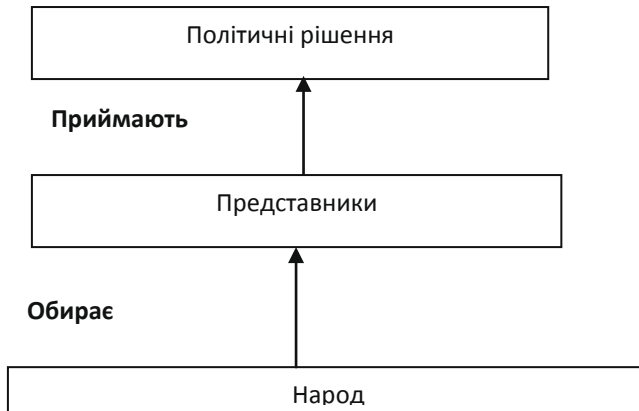 Політичні рішення
Приймають
Представники
Обирає
Народ